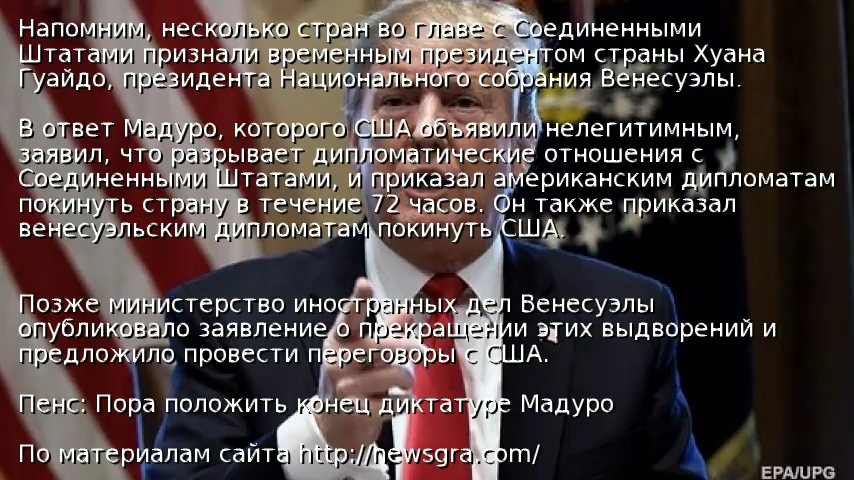 Напомним, несколько стран во главе с Соединенными
Штатами признали временным президентом страны Хуана
Гуайдо, президента Национального собрания Венесуэлы.
В ответ Мадуро, которого США объявили нелегитимным,
заявил, что разрывает дипломатические отношения с
Соединенными Штатами, и приказал американским дипломатам
покинуть страну в течение 72 часов. Он также приказал
венесуэльским дипломатам покинуть США.
Позже министерство иностранных дел Венесуэлы
опубликовало заявление о прекращении этих выдворений и
предложило провести переговоры с США.
Пенс: Пора положить конец диктатуре Мадуро
По материалам сайта http://newsgra.com/
EPA/UPG